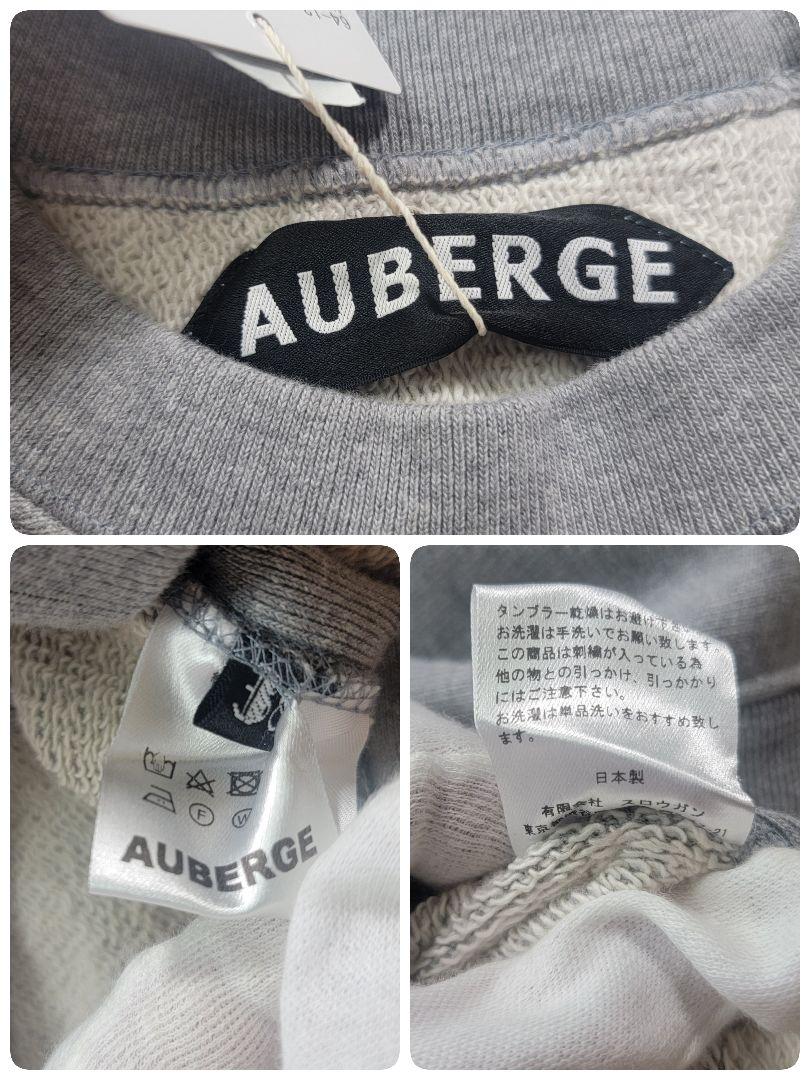 AUBERGE
F
W
AUBERGE
タンブラー乾燥はお避け下さい
お洗濯は手洗いでお願い致します。
この商品は刺繍が入っている為
他の物との引っかけ、引っかかり
にはご注意下さい。
お洗濯は単品洗いをおすすめ致し
ます。
日本製
有限会社 スロウガン
東京都
21